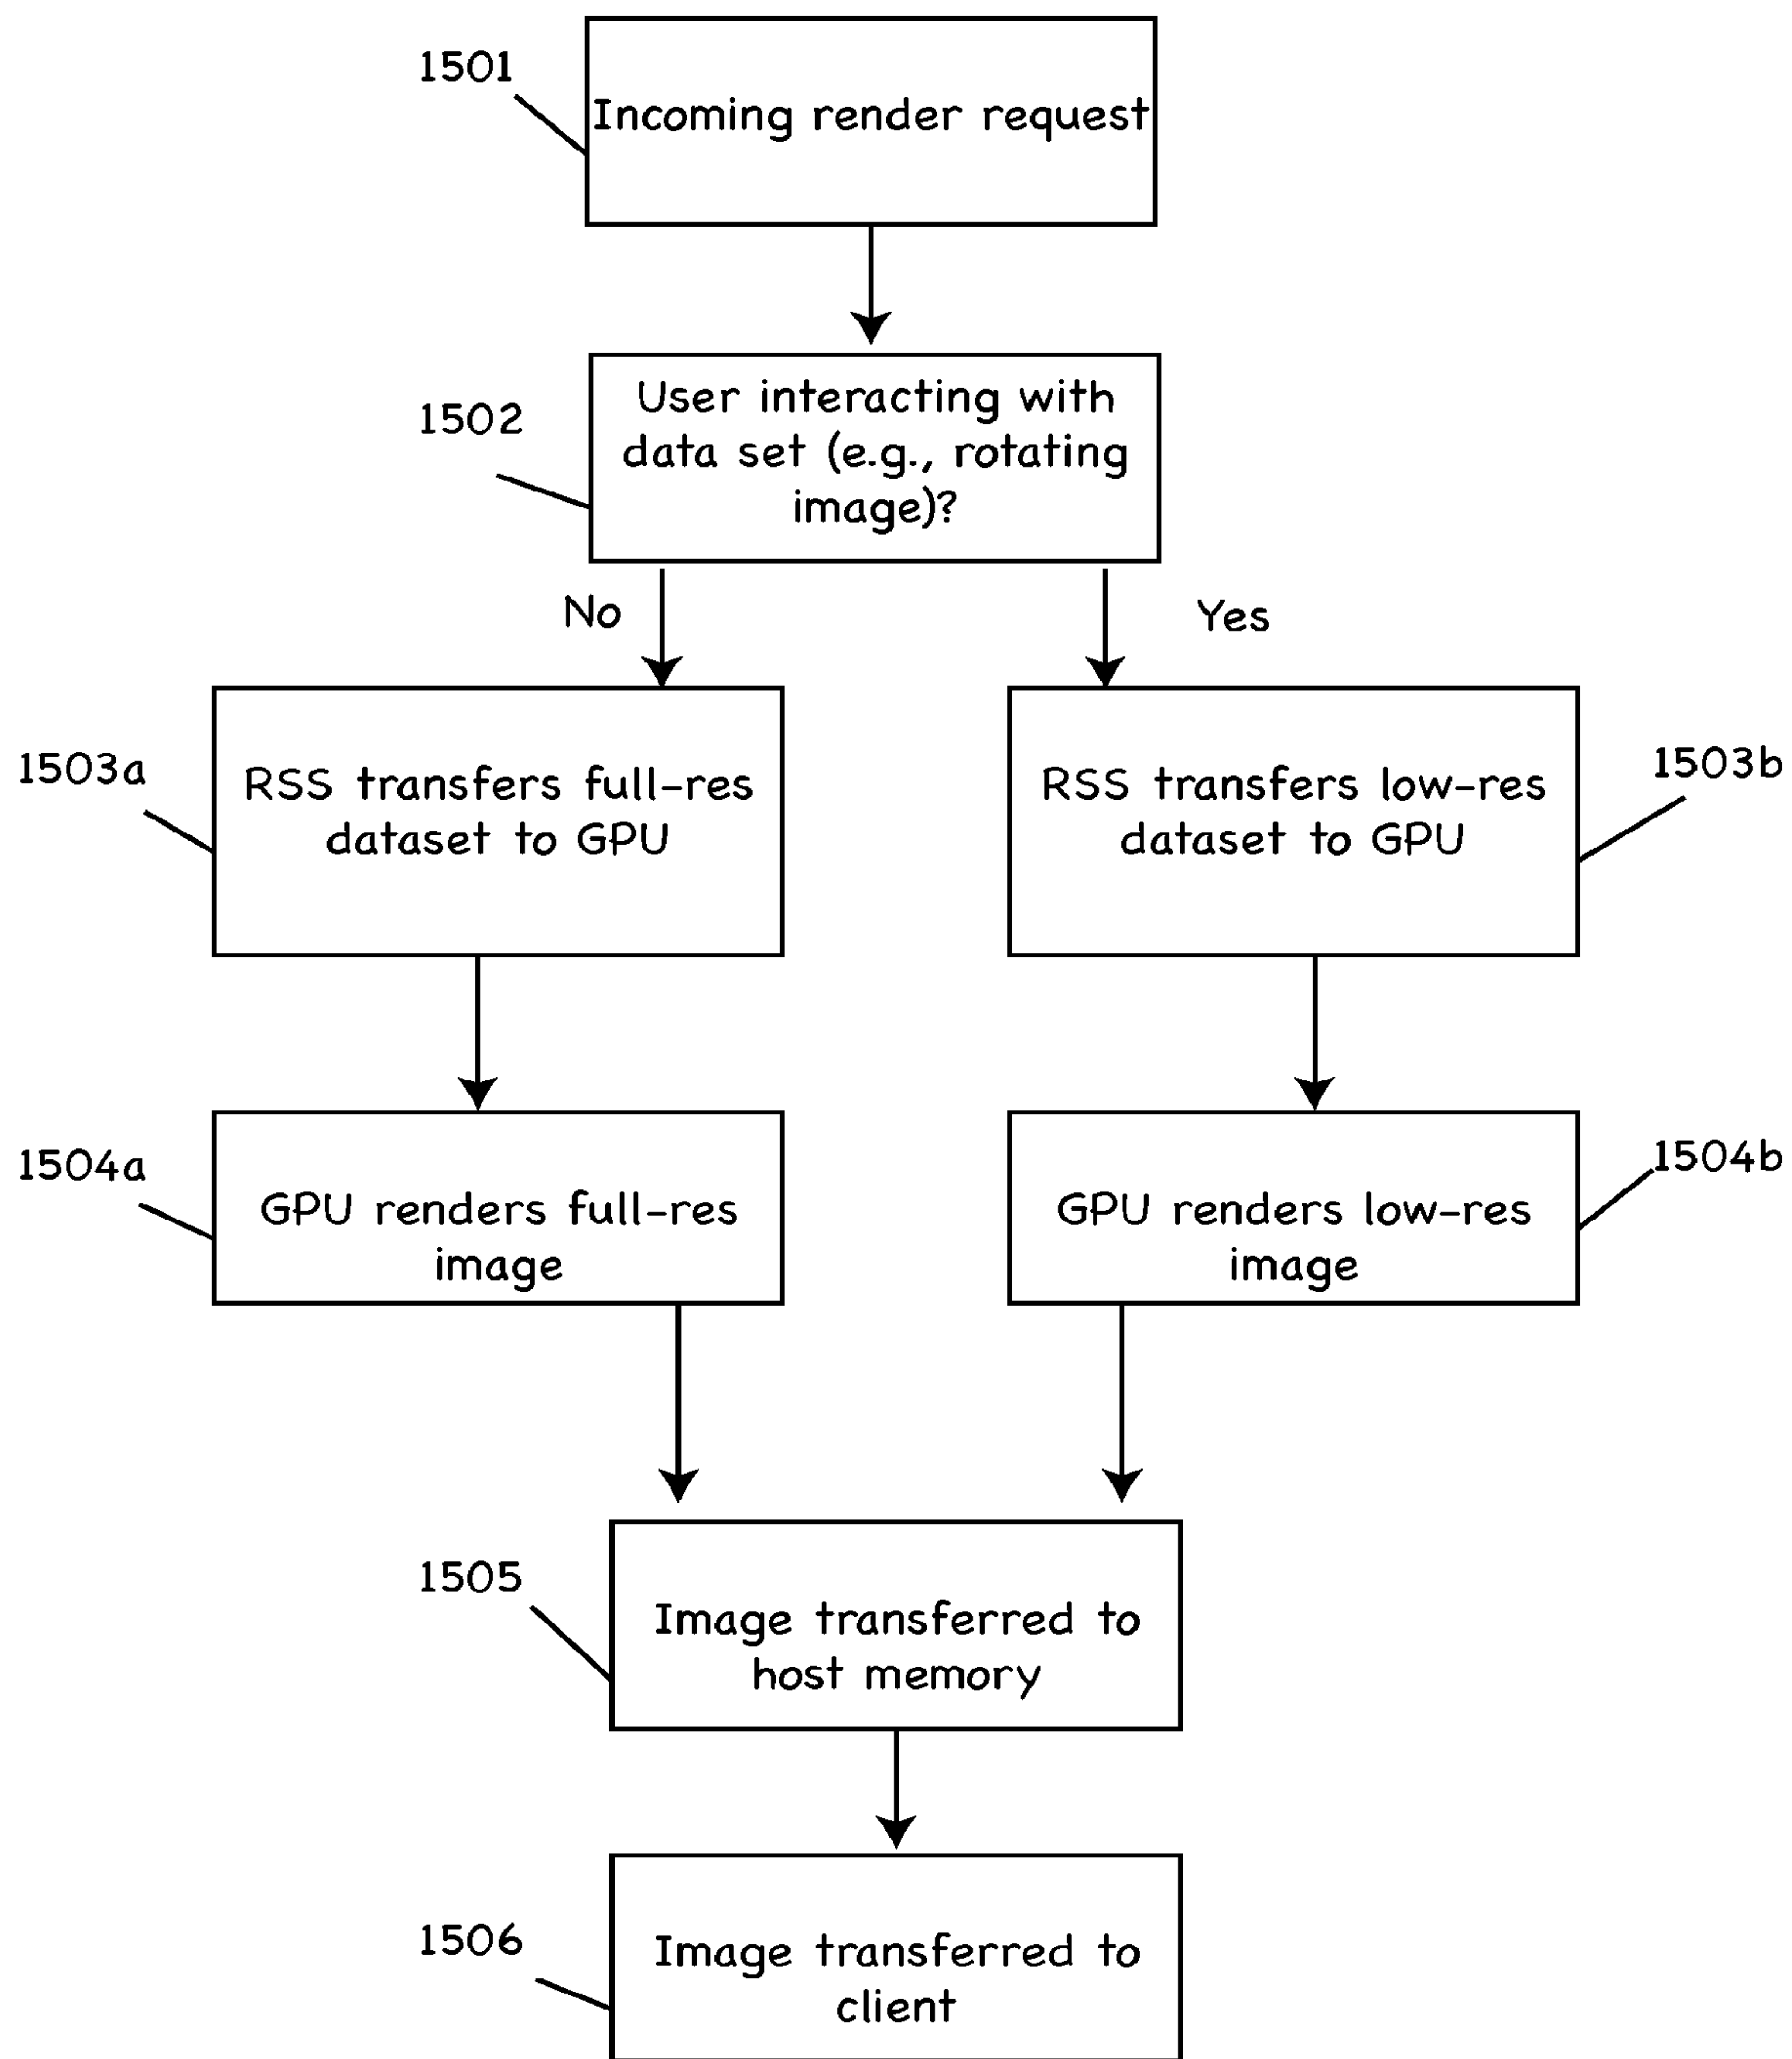 1501
Incoming render request
1502
User interacting with
data set (e.g., rotating
image)?
No
Yes
1503a
RSS transfers full-res
dataset to GPU
1503b
RSS transfers low-res
dataset to GPU
1504a
GPU renders full-res
image
1504b
GPU renders low-res
image
1505
Image transferred to
host memory
1506
Image transferred to
client